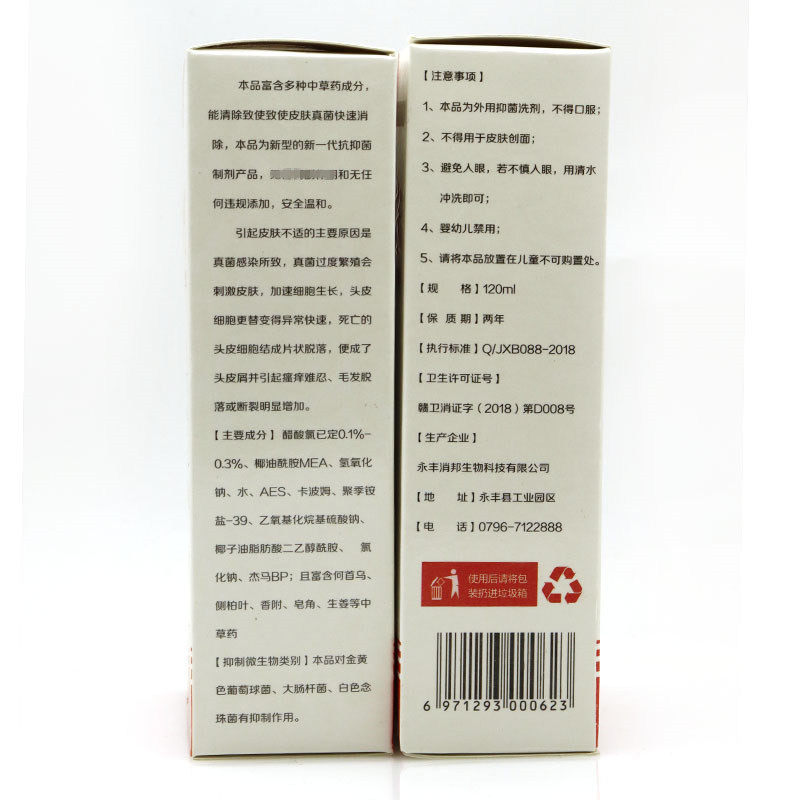 本品富含多种中草药成分，
能清除致使致使皮肤真菌快速消
除，本品为新型的新一代抗抑菌
制剂产品，和无任
何违规添加，安全温和。
引起皮肤不适的主要原因是
真菌感染所致，真菌过度繁殖会
刺激皮肤，加速细胞生长，头皮
细胞更替变得异常快速，死亡的
头皮细胞结成片状脱落，便成了
头皮屑并引起瘙痒难忍、毛发脱
落或断裂明显增加。
【主要成分】醋酸氯已定0.1%-
0.3%、椰油酰胺MEA、氢氧化
钠、水、AES、卡波姆、聚季铵
盐-39、乙氧基化烷基硫酸钠、
椰子油脂肪酸二乙醇酰胺、 氯
化钠、杰马BP；且富含何首乌、
侧柏叶、香附、皂角、生姜等中
草药
【抑制微生物类别】本品对金黄
色葡萄球菌、大肠杆菌、白色念
珠菌有抑制作用。
【注意事项】
1、本品为外用抑菌洗剂，不得口服；
2、不得用于皮肤创面；
3、避免入眼，若不慎入眼，用清水
冲洗即可；
4、婴幼儿禁用；
5、请将本品放置在儿童不可购置处。
【规 格】120ml
【保 质 期】两年
【执行标准】Q/JXB088-2018
【卫生许可证号】
赣卫消证字（2018）第D008号
【生产企业】
永丰消邦生物科技有限公司
【地 址】永丰县工业园区
【电 话】0796-7122888
使用后请将包
装扔进垃圾箱
6 971293 000623